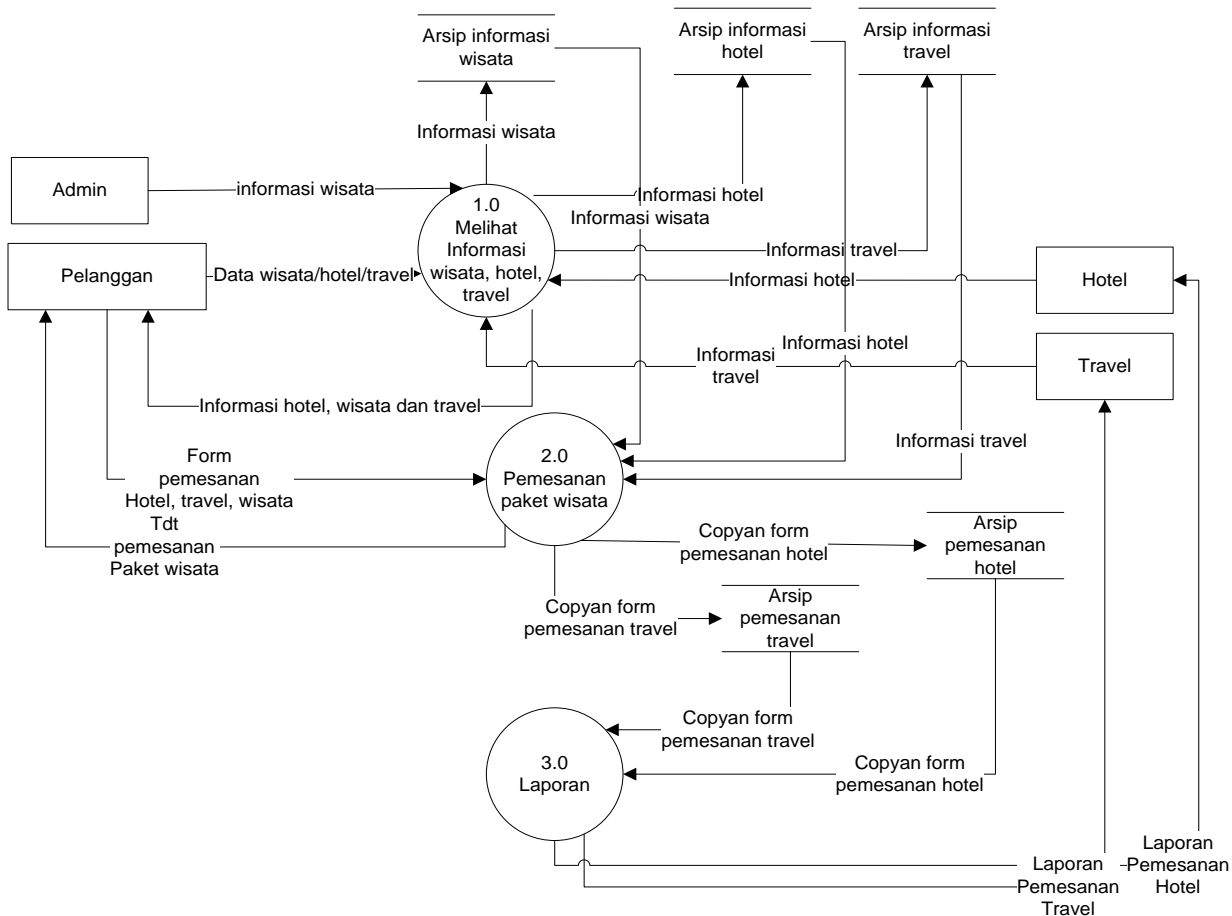 Arsip informasi
wisata
Arsip informasi
hotel
Arsip informasi
travel
Informasi wisata
Admin
informasi wisata
Informasi hotel
Informasi wisata
1.0
Melihat
Informasi
wisata, hotel,
travel
Informasi travel
Pelanggan
Data wisata/hotel/travel
Informasi hotel
Hotel
Informasi hotel
Informasi
travel
Travel
Informasi hotel, wisata dan travel
Informasi travel
Form
pemesanan
Hotel, travel, wisata
2.0
Pemesanan
paket wisata
Tdt
pemesanan
Paket wisata
Copyan form
pemesanan hotel
Arsip
pemesanan
hotel
Copyan form
pemesanan travel
Arsip
pemesanan
travel
Copyan form
pemesanan travel
3.0
Laporan
Copyan form
pemesanan hotel
Laporan
Pemesanan
Travel
Laporan
Pemesanan
Hotel